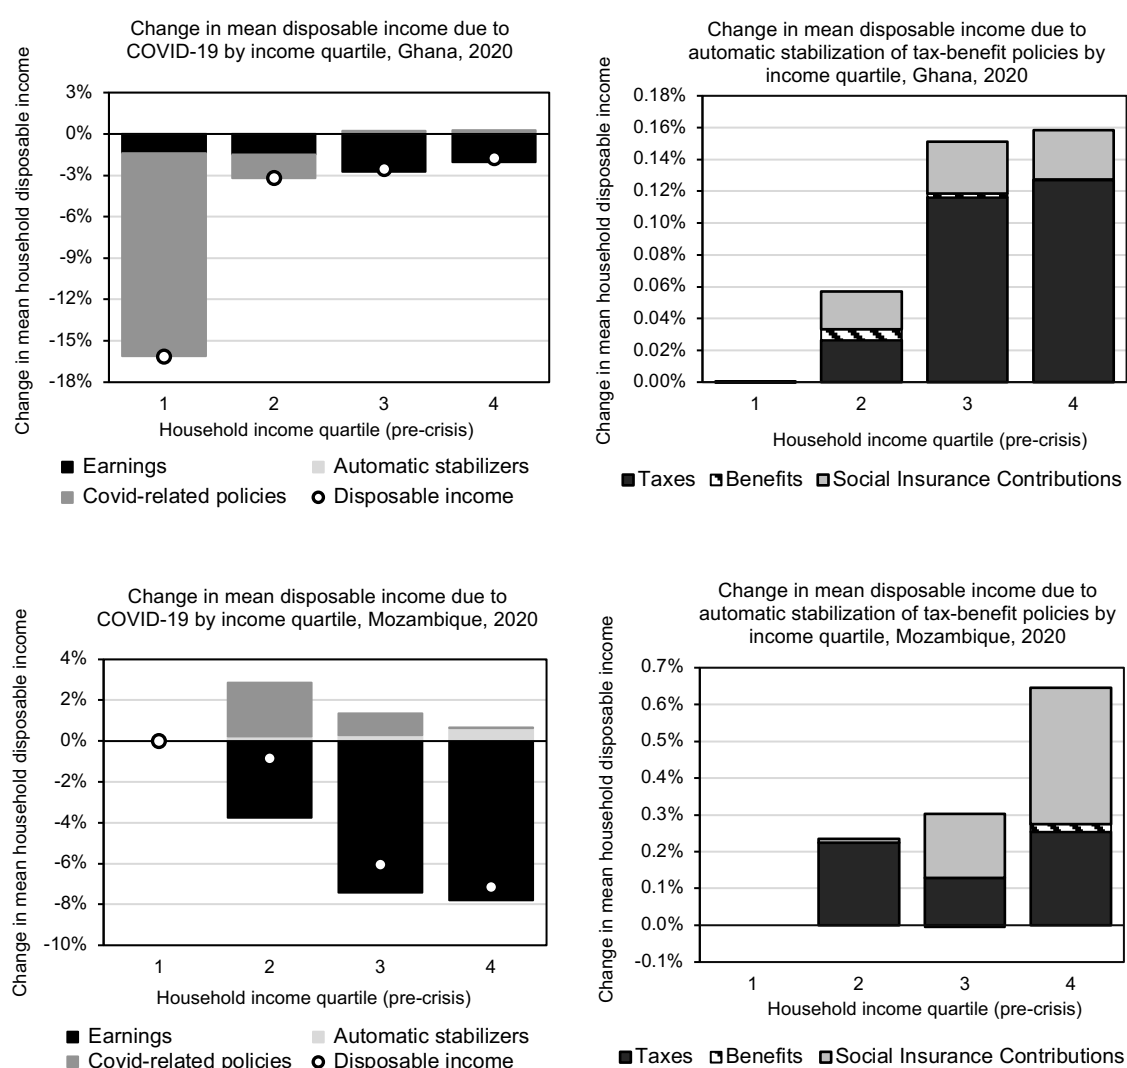 Change in mean disposable income due to
COVID-19 by income quartile, Ghana, 2020
Change in mean household disposable income
3%
0%
-3%
-6%
-9%
-12%
-15%
-18%
1 2 3 4
Household income quartile (pre-crisis)
Earnings Automatic stabilizers
Covid-related policies Disposable income
Change in mean disposable income due to
automatic stabilization of tax-benefit policies by
income quartile, Ghana, 2020
Change in mean household disposable income
0.18%
0.16%
0.14%
0.12%
0.10%
0.08%
0.06%
0.04%
0.02%
0.00%
1 2 3 4
Household income quartile (pre-crisis)
Taxes Benefits Social Insurance Contributions
Change in mean disposable income due to
COVID-19 by income quartile, Mozambique, 2020
Change in mean household disposable income
4%
2%
0%
-2%
-4%
-6%
-8%
-10%
1 2 3 4
Household income quartile (pre-crisis)
Earnings Automatic stabilizers
Covid-related policies Disposable income
Change in mean disposable income due to
automatic stabilization of tax-benefit policies by
income quartile, Mozambique, 2020
Change in mean household disposable income
0.7%
0.6%
0.5%
0.4%
0.3%
0.2%
0.1%
0.0%
-0.1%
1 2 3 4
Household income quartile (pre-crisis)
Taxes Benefits Social Insurance Contributions